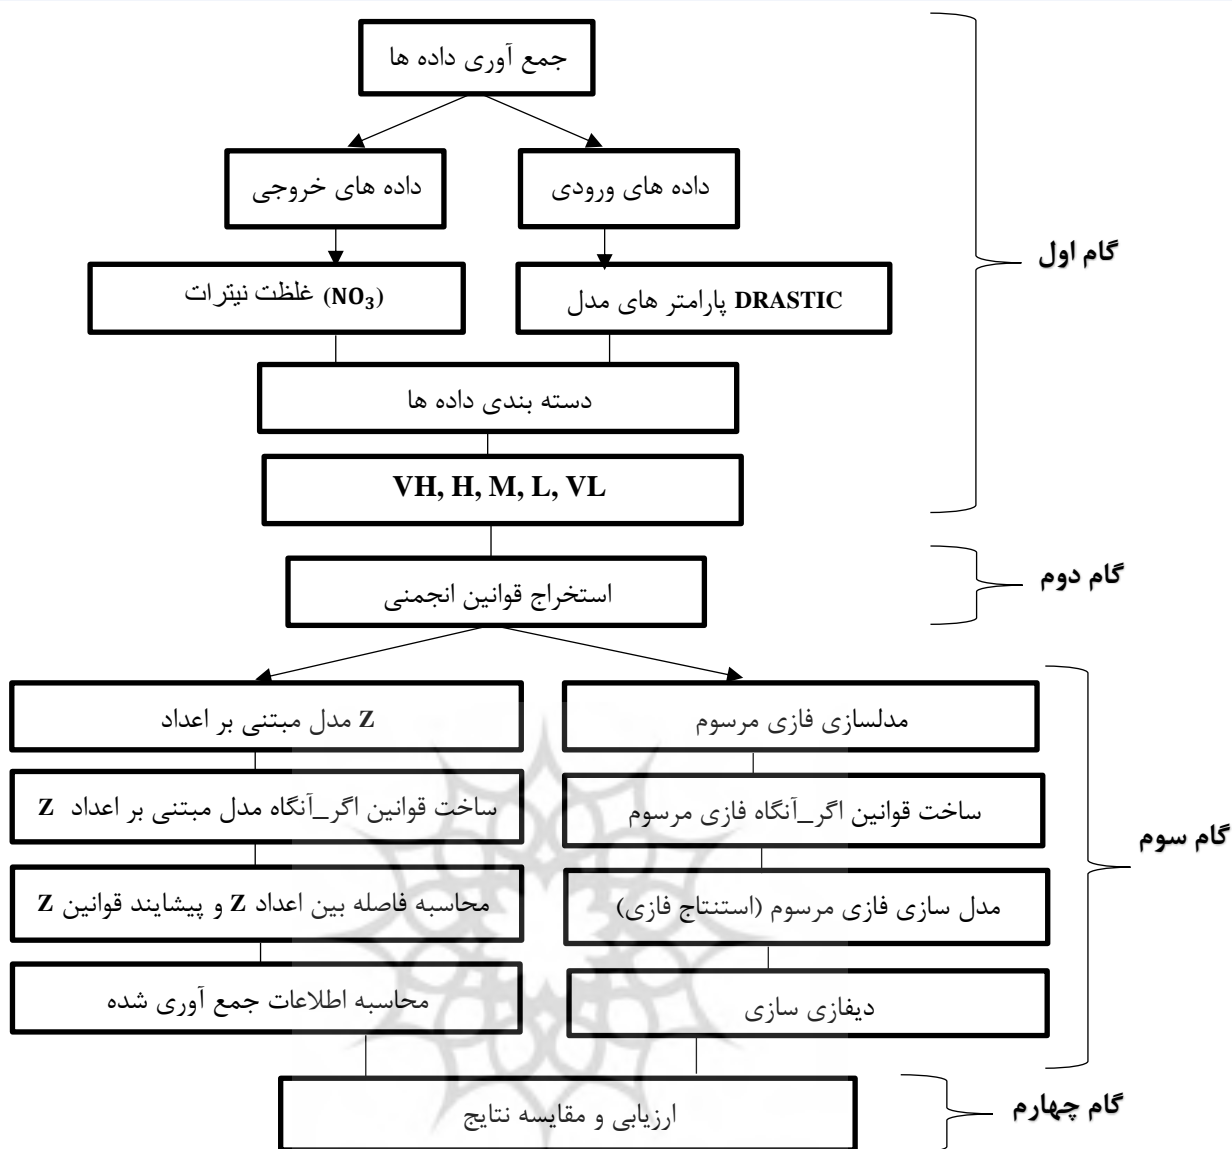 جمع آوری داده ها
داده های ورودی
داده های خروجی
گام اول
پارامتر های مدل DRASTIC
غلظت نیترات (NO₃)
دسته بندی داده ها
VH, H, M, L, VL
گام دوم
استخراج قوانین انجمنی
مدلسازی فازی مرسوم
مدل مبتنی بر اعداد Z
ساخت قوانین اگر_آنگاه فازی مرسوم
ساخت قوانین اگر_آنگاه مدل مبتنی بر اعداد Z
گام سوم
مدل سازی فازی مرسوم (استنتاج فازی)
محاسبه فاصله بین اعداد Z و پیشایند قوانین Z
دیفازی سازی
محاسبه اطلاعات جمع آوری شده
گام چهارم
ارزیابی و مقایسه نتایج